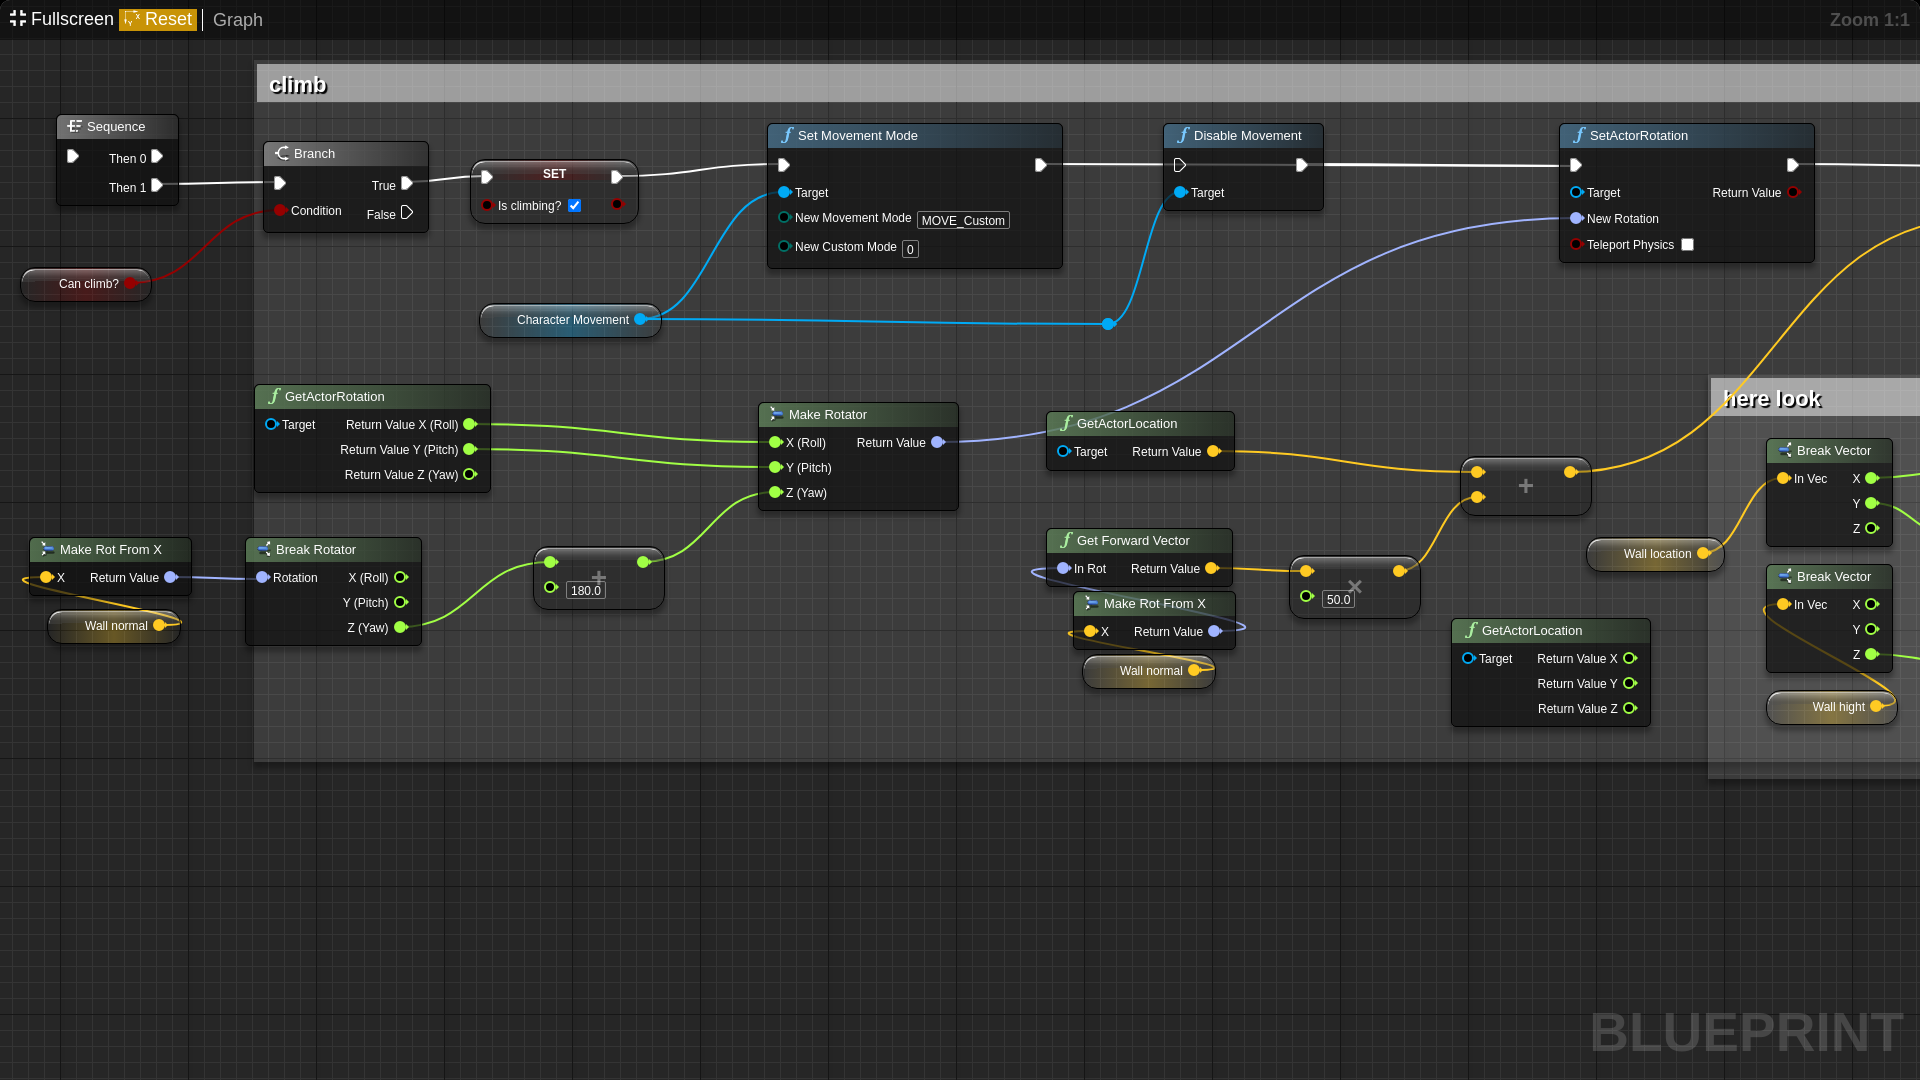 Fullscreen Reset Graph
Zoom 1:1
climb
Sequence
Then 0
Then 1
Branch
True
Condition
False
SET
Is climbing?
Set Movement Mode
Target
New Movement Mode MOVE_Custom
New Custom Mode 0
Disable Movement
Target
SetActorRotation
Target Return Value
New Rotation
Teleport Physics
Can climb?
Character Movement
GetActorRotation
Target Return Value X (Roll)
Return Value Y (Pitch)
Return Value Z (Yaw)
Make Rotator
X (Roll) Return Value
Y (Pitch)
Z (Yaw)
GetActorLocation
Target Return Value
+
here look
Break Vector
In Vec X
Y
Z
Make Rot From X
X Return Value
Wall normal
Break Rotator
Rotation X (Roll)
Y (Pitch)
Z (Yaw)
+
180.0
Get Forward Vector
In Rot Return Value
Make Rot From X
X Return Value
Wall normal
×
50.0
Wall location
GetActorLocation
Target Return Value X
Return Value Y
Return Value Z
Break Vector
In Vec X
Y
Z
Wall hight
BLUEPRINT